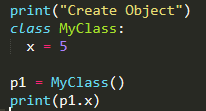 print("Create Object")
class MyClass:
  x = 5

p1 = MyClass()
print(p1.x)